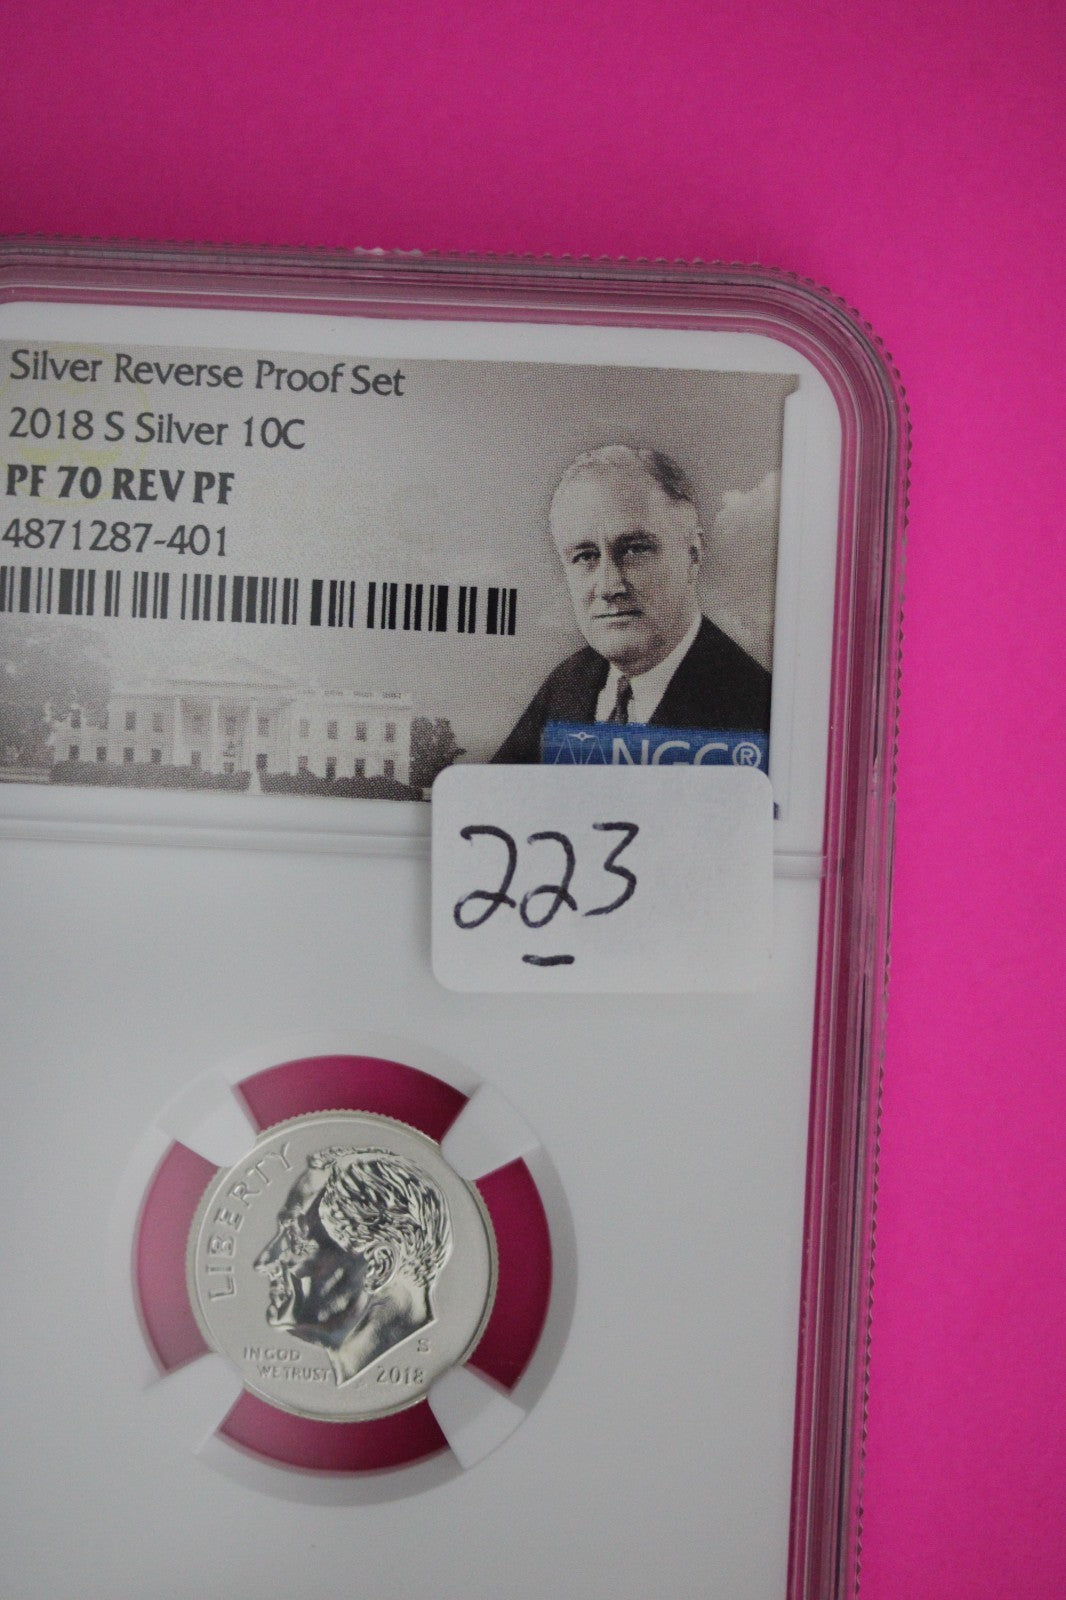 Silver Reverse Proof Set
2018 S Silver 10C
PF 70 REV PF
4871287-401
NGC®
223
LIBERTY
IN GOD
WE TRUST
S
2018